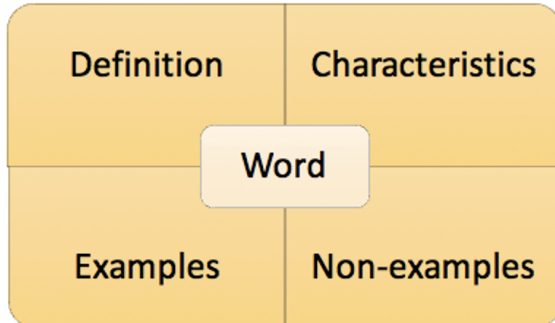 Definition
Characteristics
Word
Examples
Non-examples